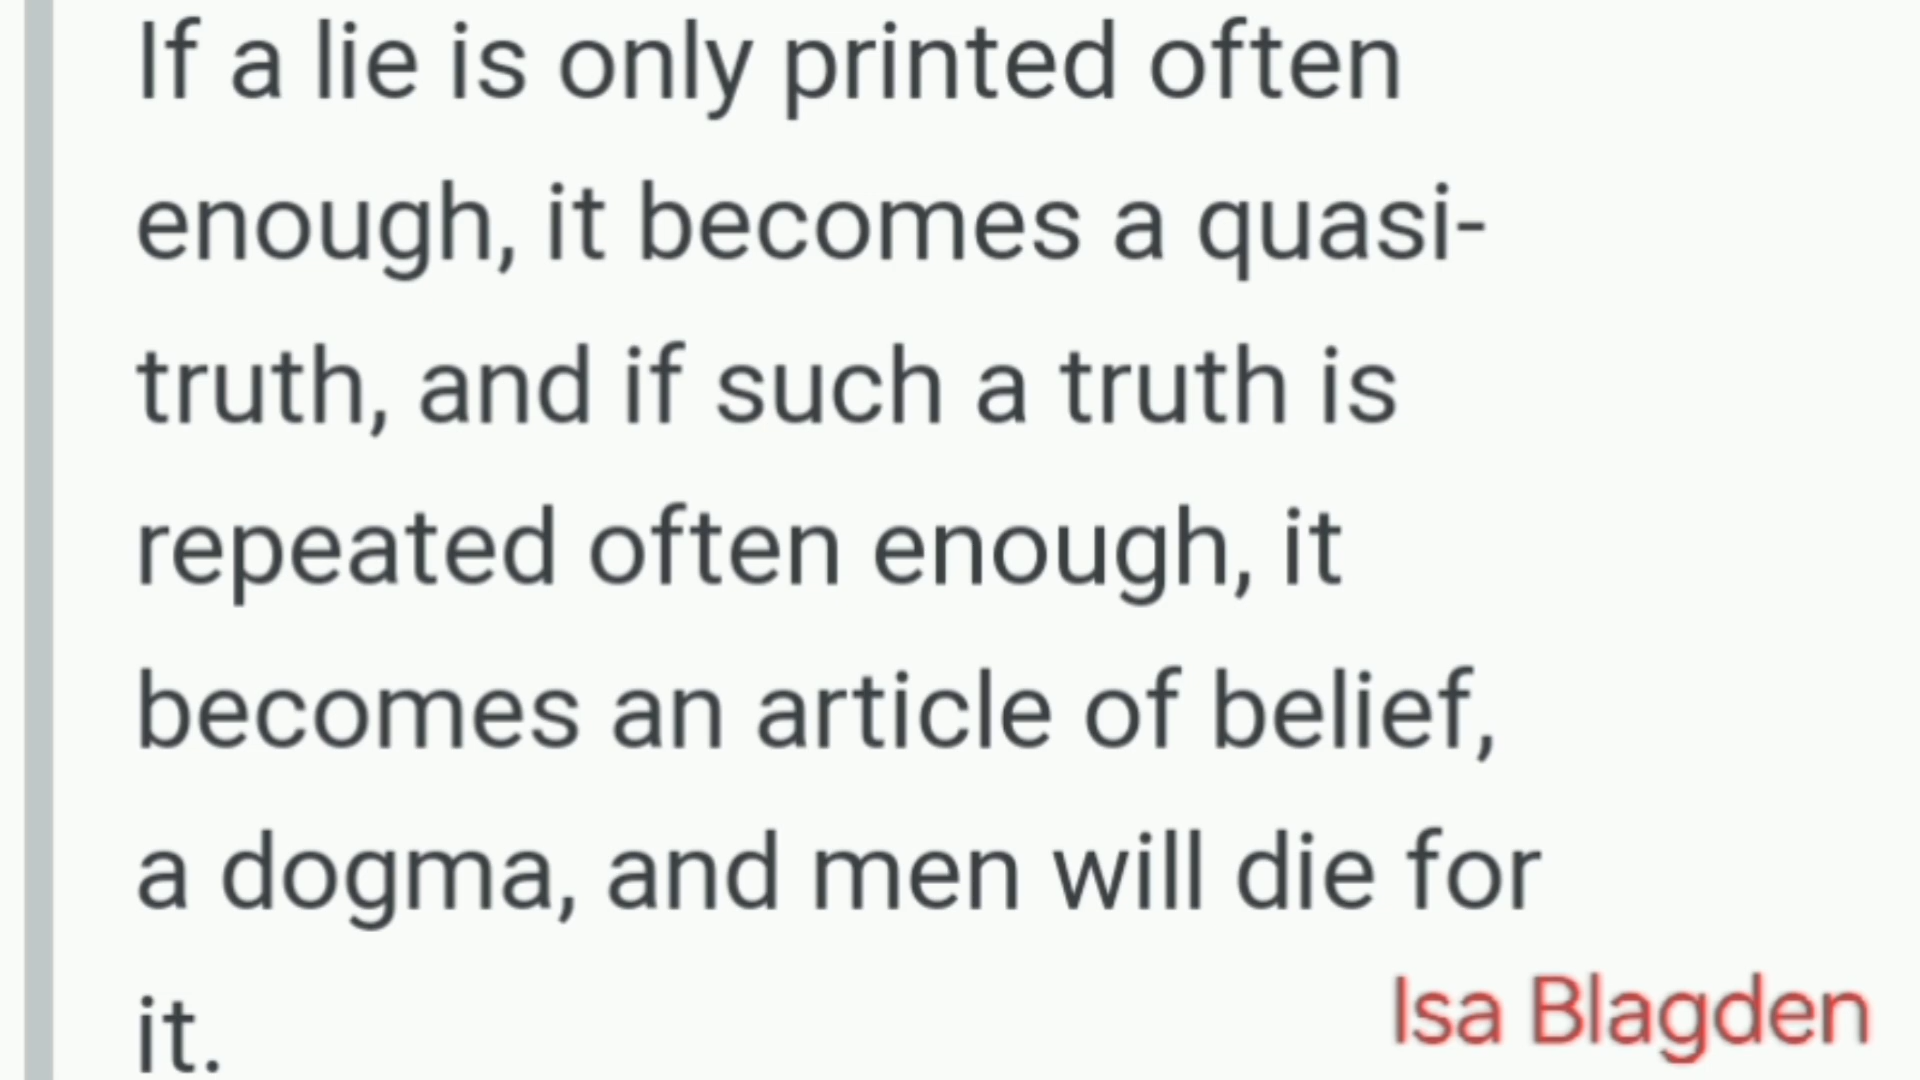 If a lie is only printed often
enough, it becomes a quasi-
truth, and if such a truth is
repeated often enough, it
becomes an article of belief,
a dogma, and men will die for
it.
Isa Blagden